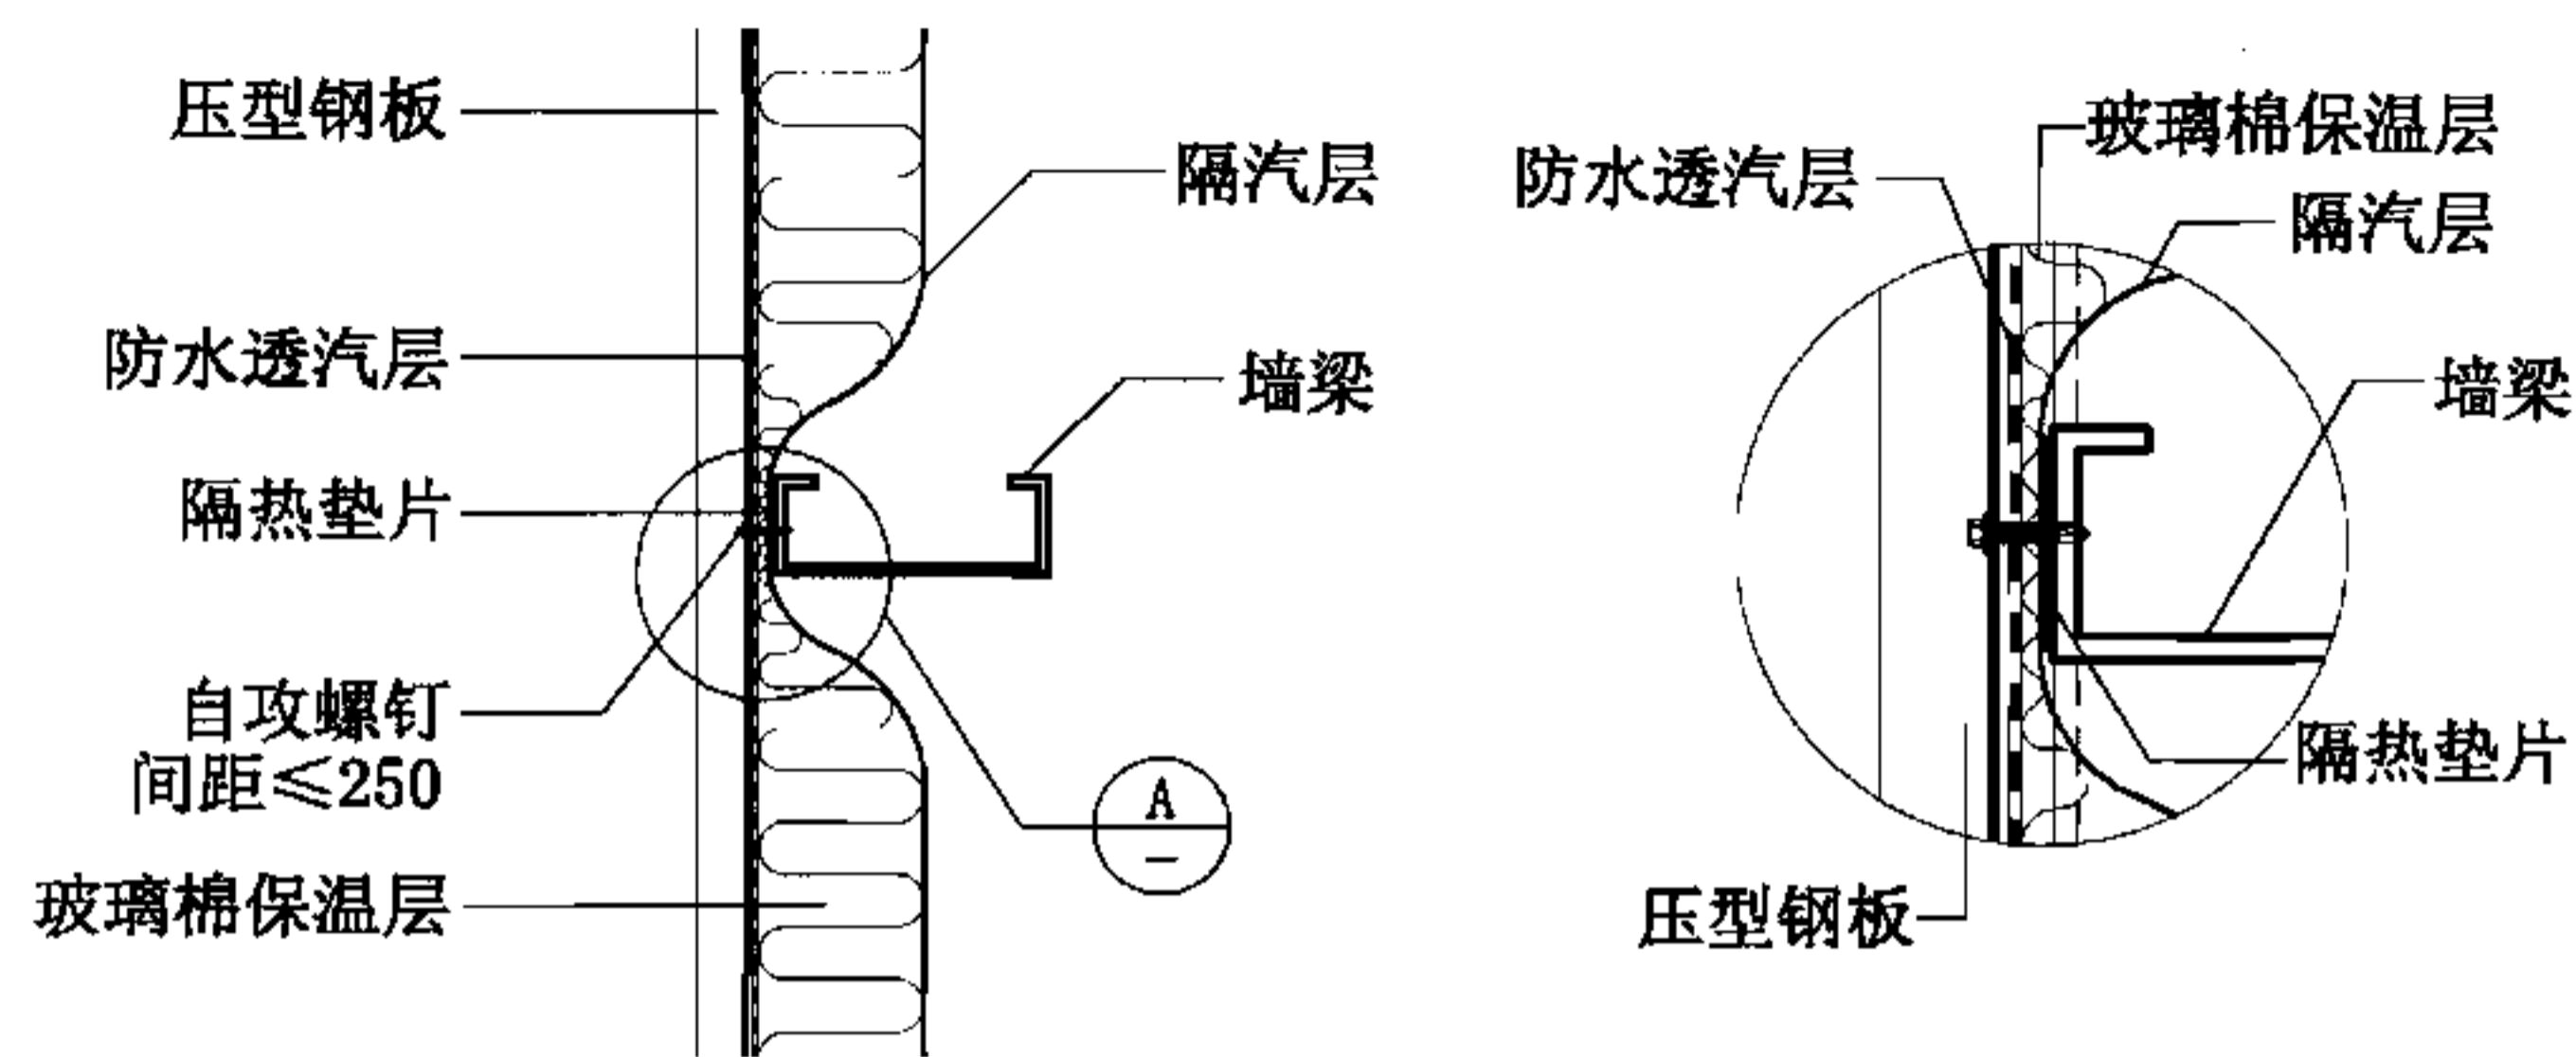 压型钢板
防水透汽层
隔热垫片
自攻螺钉
间距≤250
玻璃棉保温层
隔汽层
墙梁
A
—
玻璃棉保温层
防水透汽层
隔汽层
墙梁
隔热垫片
压型钢板